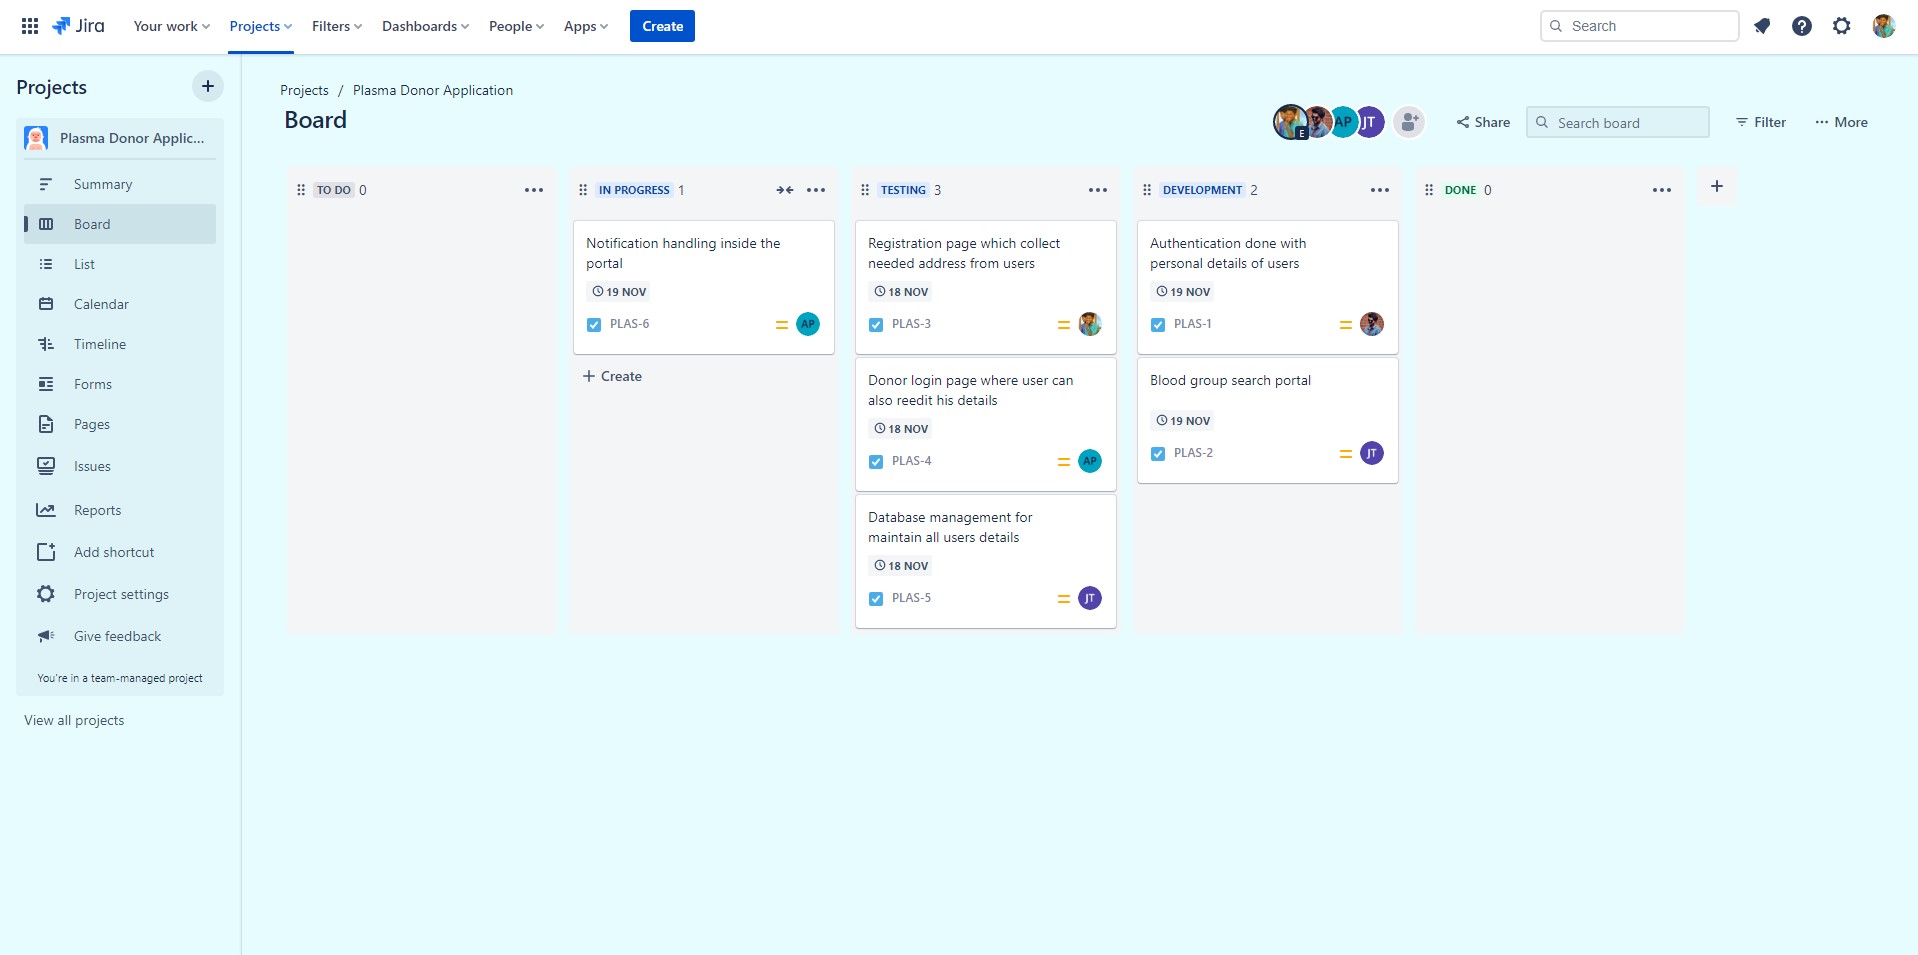 Jira
Your work
Projects
Filters
Dashboards
People
Apps
Create
Search
Projects
Plasma Donor Applic...
Summary
Board
List
Calendar
Timeline
Forms
Pages
Issues
Reports
Add shortcut
Project settings
Give feedback
You're in a team-managed project
View all projects
Projects / Plasma Donor Application
Board
E
AP
JT
Share
Search board
Filter
More
TO DO 0
IN PROGRESS 1
Notification handling inside the
portal
19 NOV
PLAS-6
AP
Create
TESTING 3
Registration page which collect
needed address from users
18 NOV
PLAS-3
Donor login page where user can
also reedit his details
18 NOV
PLAS-4
AP
Database management for
maintain all users details
18 NOV
PLAS-5
JT
DEVELOPMENT 2
Authentication done with
personal details of users
19 NOV
PLAS-1
Blood group search portal
19 NOV
PLAS-2
JT
DONE 0